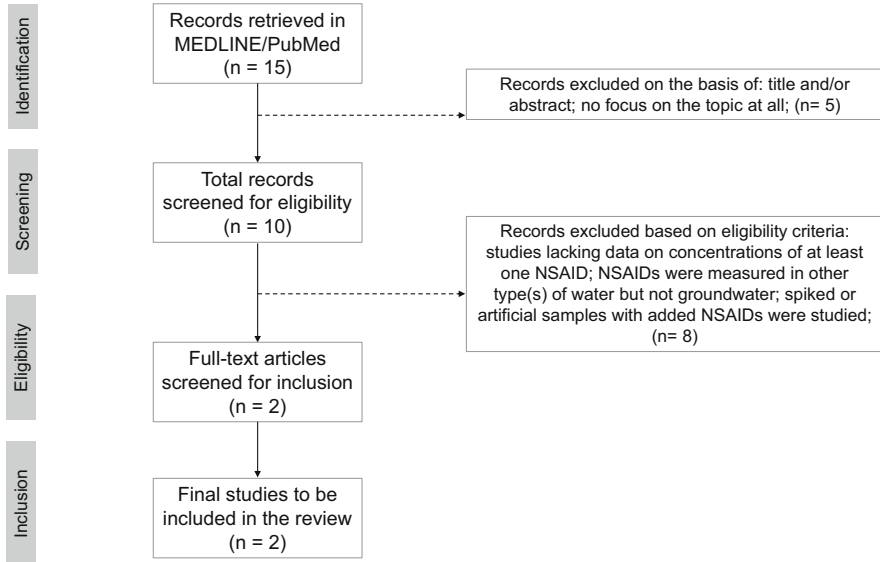 Identification
Records retrieved in
MEDLINE/PubMed
(n = 15)
Records excluded on the basis of: title and/or
abstract; no focus on the topic at all; (n= 5)
Screening
Total records
screened for eligibility
(n = 10)
Records excluded based on eligibility criteria:
studies lacking data on concentrations of at least
one NSAID; NSAIDs were measured in other
type(s) of water but not groundwater; spiked or
artificial samples with added NSAIDs were studied;
(n= 8)
Eligibility
Full-text articles
screened for inclusion
(n = 2)
Inclusion
Final studies to be
included in the review
(n = 2)